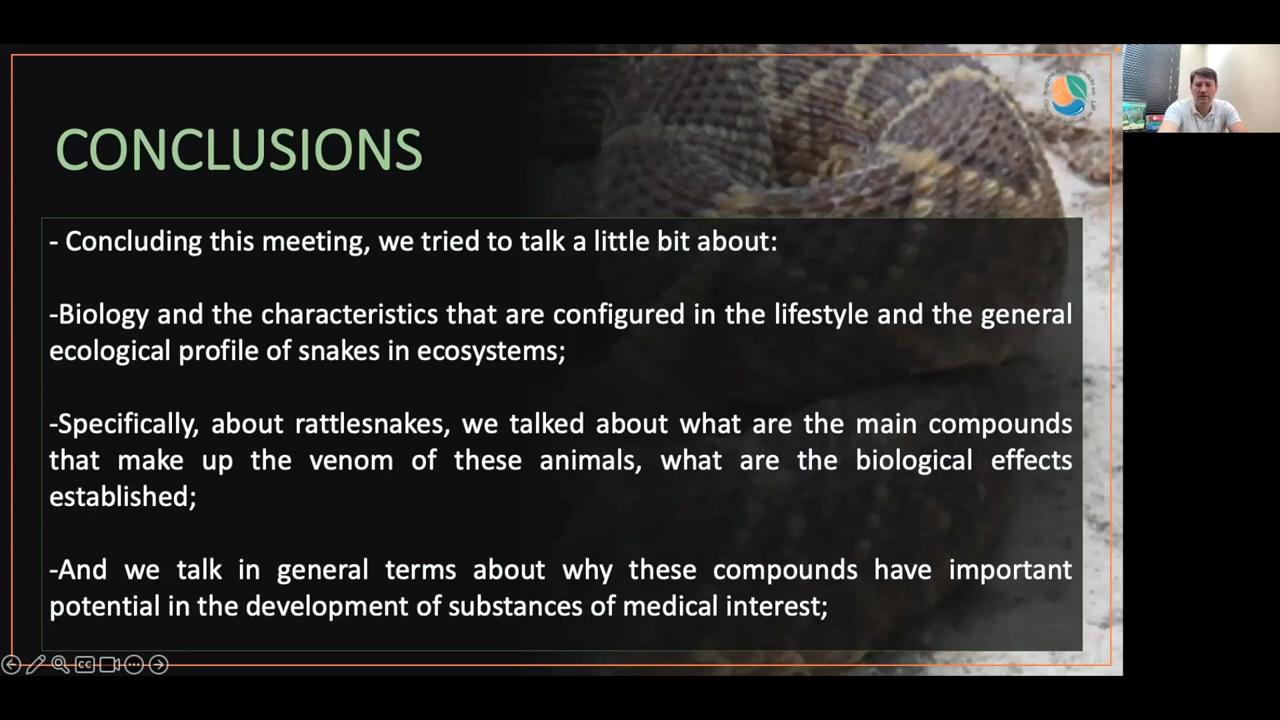 CONCLUSIONS
- Concluding this meeting, we tried to talk a little bit about:
-Biology and the characteristics that are configured in the lifestyle and the general
ecological profile of snakes in ecosystems;
-Specifically, about rattlesnakes, we talked about what are the main compounds
that make up the venom of these animals, what are the biological effects
established;
-And we talk in general terms about why these compounds have important
potential in the development of substances of medical interest;
CC